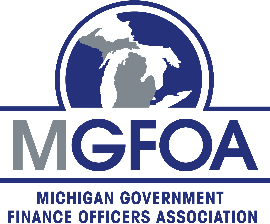 MGFOA
MICHIGAN GOVERNMENT
FINANCE OFFICERS ASSOCIATION